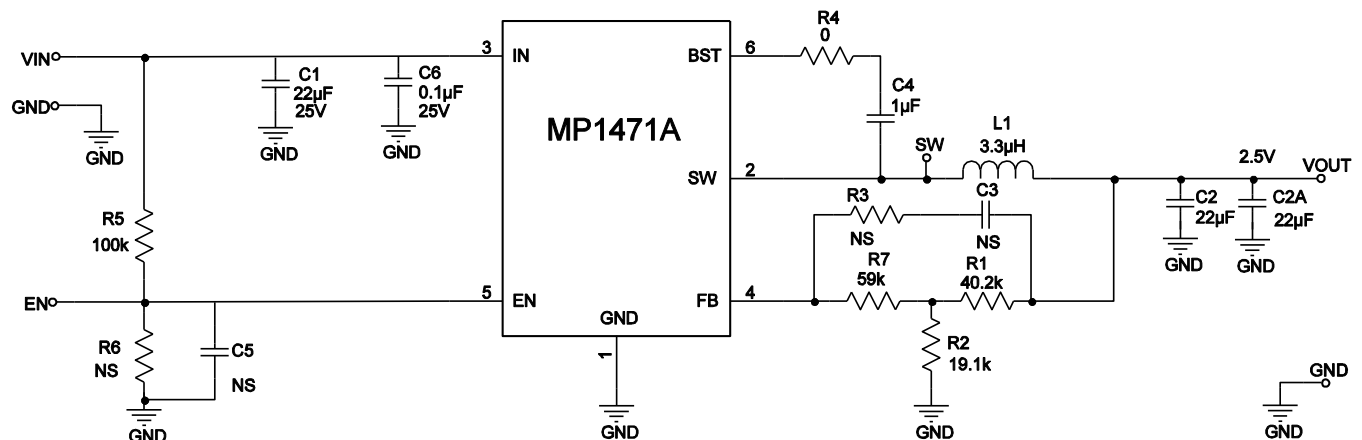 VIN
GND
GND
3
IN
C1
22µF
25V
GND
C6
0.1µF
25V
GND
R5
100k
EN
5
EN
R6
NS
C5
NS
GND
MP1471A
GND
1
GND
BST
6
R4
0
C4
1µF
SW
2
SW
L1
3.3µH
2.5V
VOUT
C2
22µF
GND
C2A
22µF
GND
R3
NS
C3
NS
FB
4
R7
59k
R1
40.2k
R2
19.1k
GND
GND
GND